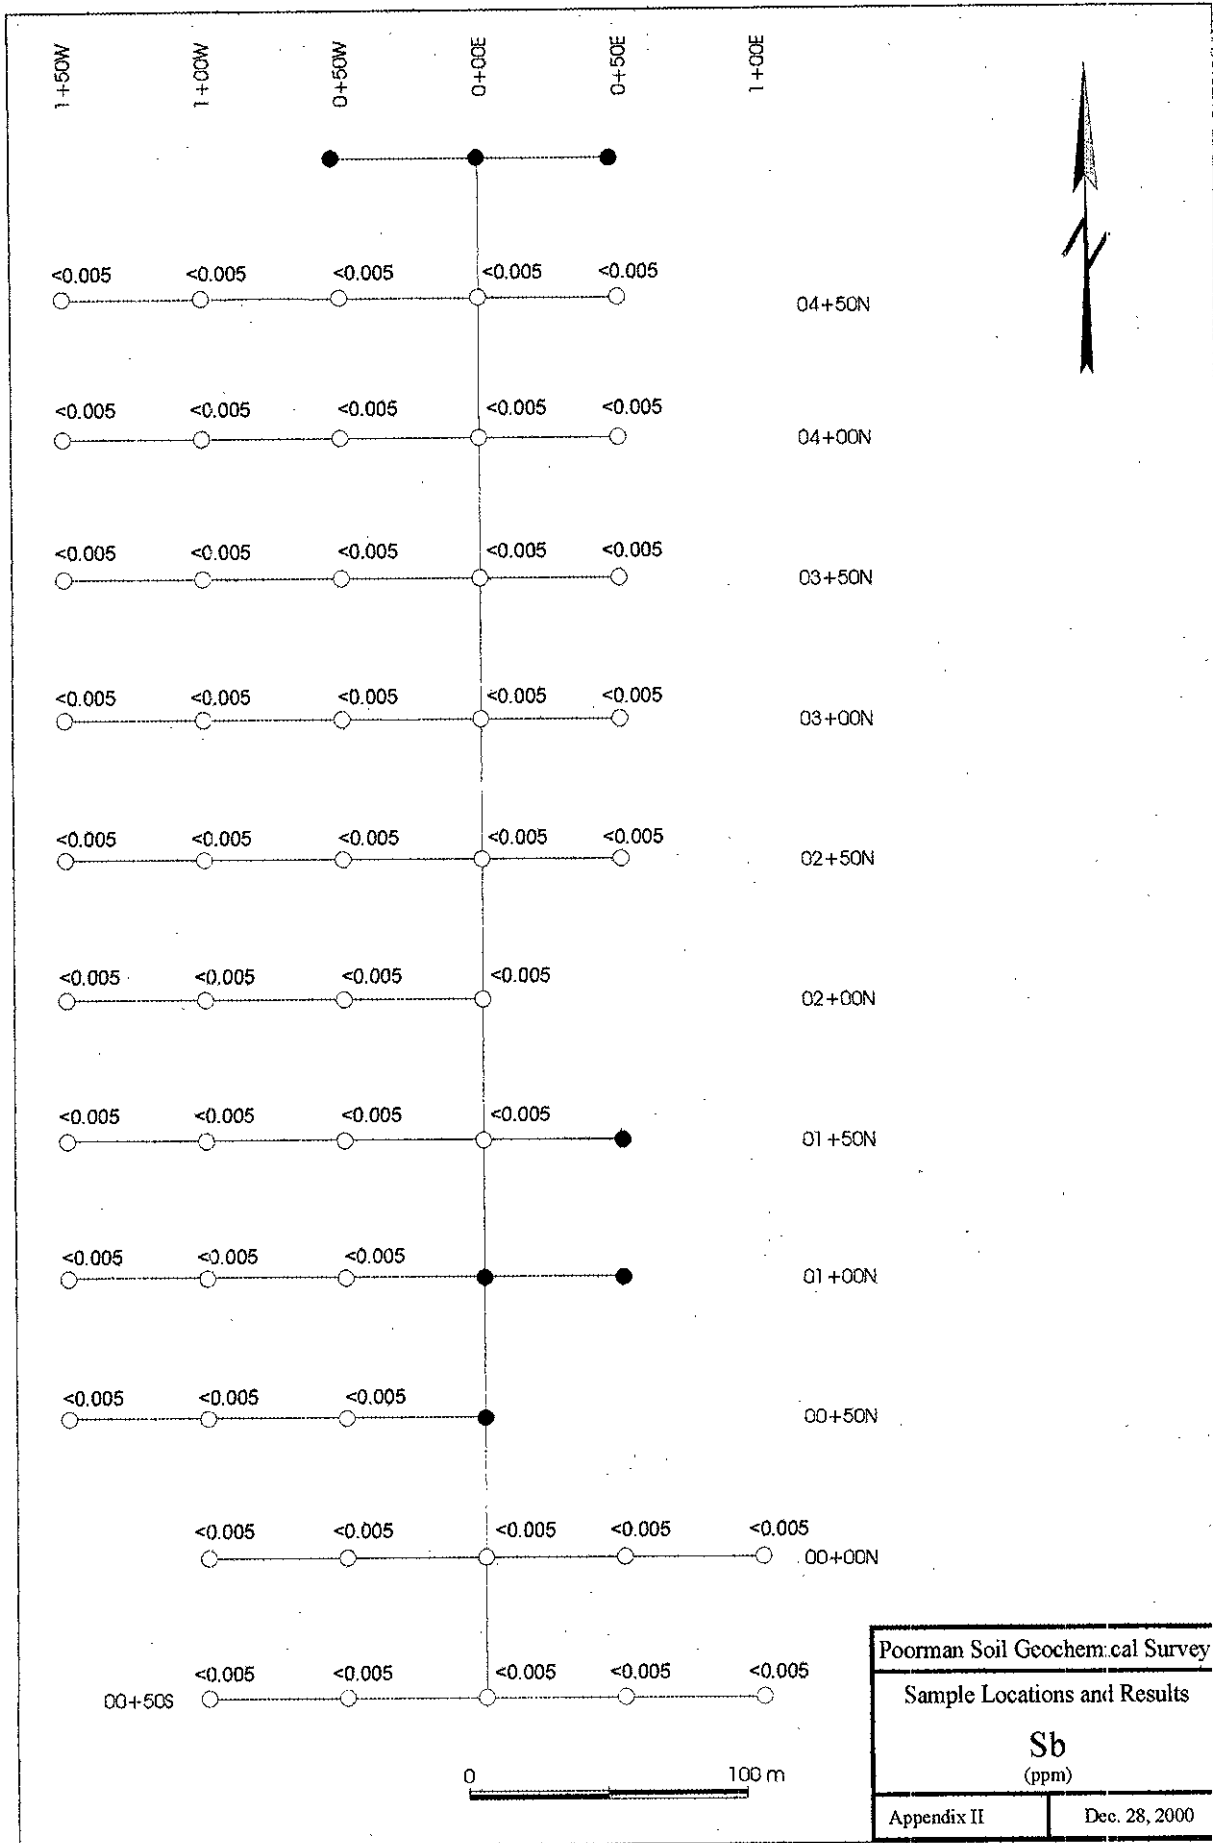 1+50W 1+00W 0+50W 0+00E 0+50E 1+00E
<0.005 <0.005 <0.005 <0.005 <0.005
04+50N
<0.005 <0.005 <0.005 <0.005 <0.005
04+00N
<0.005 <0.005 <0.005 <0.005 <0.005
03+50N
<0.005 <0.005 <0.005 <0.005 <0.005
03+00N
<0.005 <0.005 <0.005 <0.005 <0.005
02+50N
<0.005 <0.005 <0.005 <0.005
02+00N
<0.005 <0.005 <0.005 <0.005
01+50N
<0.005 <0.005 <0.005
01+00N
<0.005 <0.005 <0.005
00+50N
<0.005 <0.005 <0.005 <0.005 <0.005
00+00N
<0.005 <0.005 <0.005 <0.005 <0.005
00+50S
0 100 m
N
Poorman Soil Geochemical Survey
Sample Locations and Results
Sb
(ppm)
Appendix II
Dec. 28, 2000